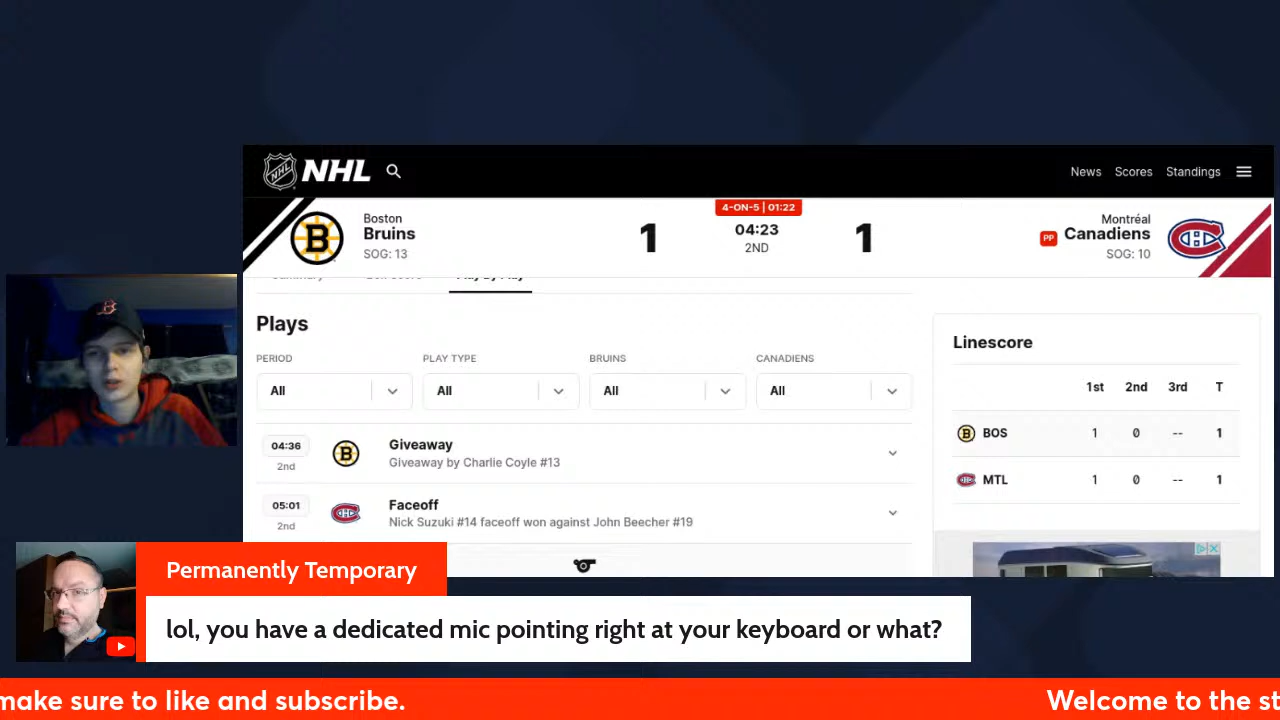 NHL
News Scores Standings
4-ON-5 | 01:22
Boston
Bruins
SOG: 13
1
04:23
2ND
1
PP
Montréal
Canadiens
SOG: 10
Play By Play
Plays
PERIOD PLAY TYPE BRUINS CANADIENS
All All All All
04:36
2nd
Giveaway
Giveaway by Charlie Coyle #13
05:01
2nd
Faceoff
Nick Suzuki #14 faceoff won against John Beecher #19
Linescore
1st 2nd 3rd T
BOS 1 0 -- 1
MTL 1 0 -- 1
Permanently Temporary
lol, you have a dedicated mic pointing right at your keyboard or what?
make sure to like and subscribe. Welcome to the st